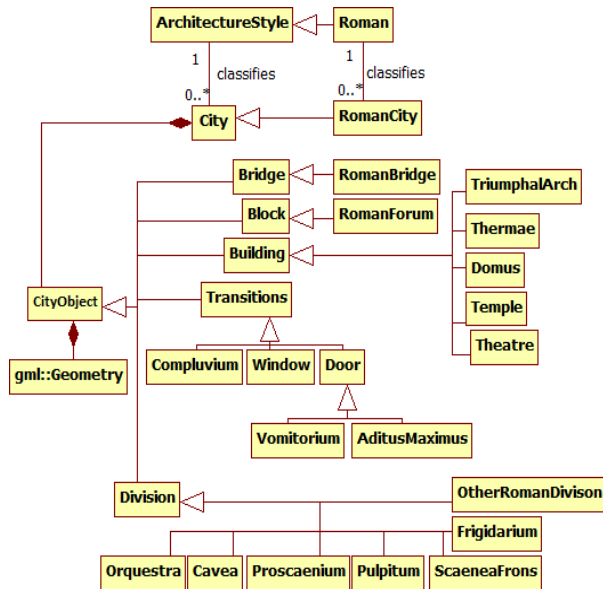 ArchitectureStyle
Roman
1
classifies
0..*
1
classifies
0..*
City
RomanCity
Bridge
RomanBridge
TriumphalArch
Block
RomanForum
Thermae
Building
Domus
CityObject
Transitions
Temple
Theatre
gml::Geometry
Compluvium
Window
Door
Vomitorium
AditusMaximus
Division
OtherRomanDivison
Frigidarium
Orquestra
Cavea
Proscaenium
Pulpitum
ScaeneaFrons